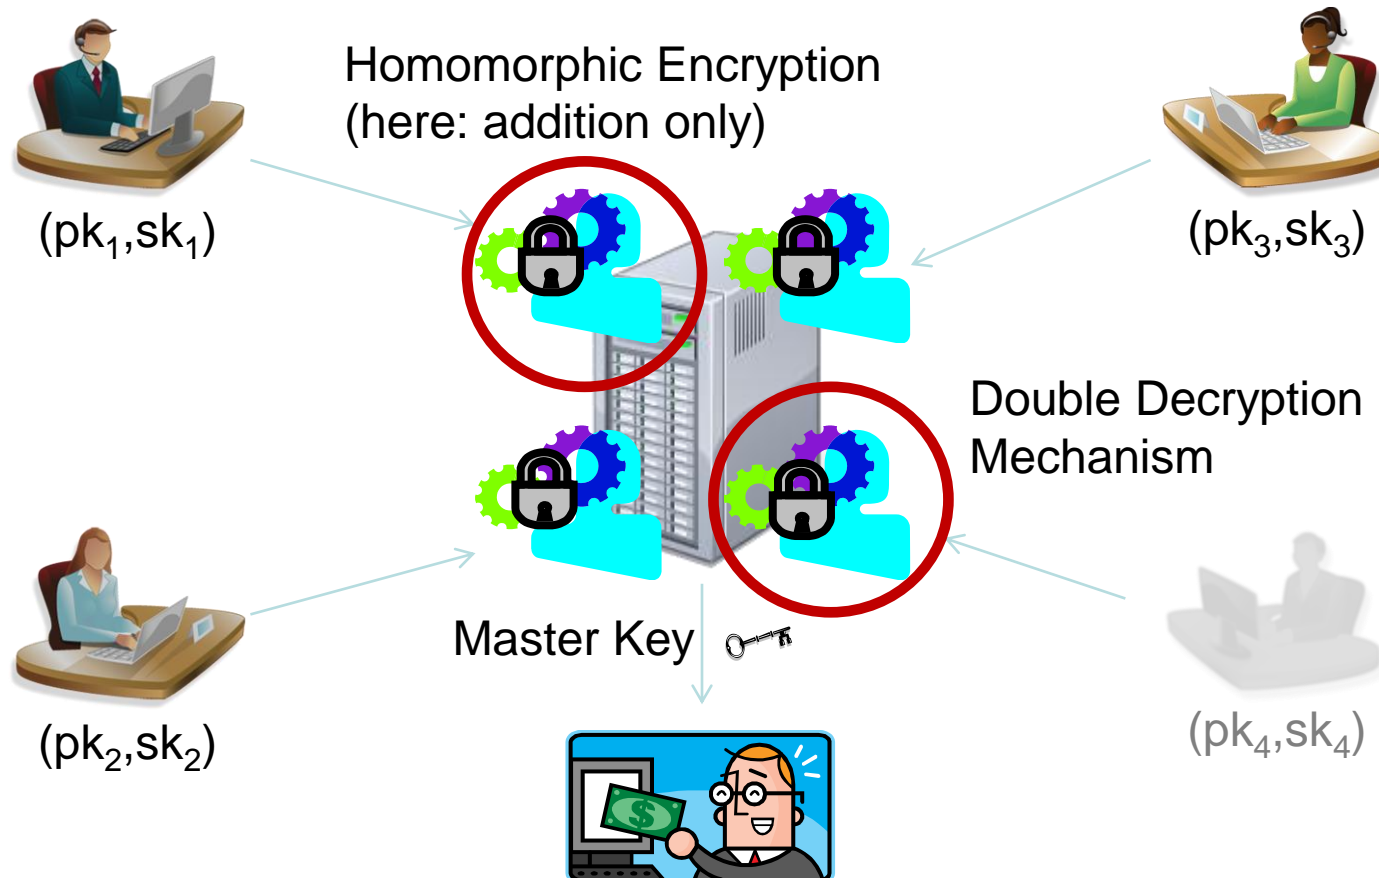 Homomorphic Encryption
(here: addition only)
(pk₁,sk₁)
(pk₃,sk₃)
Double Decryption
Mechanism
Master Key
(pk₂,sk₂)
(pk₄,sk₄)
$